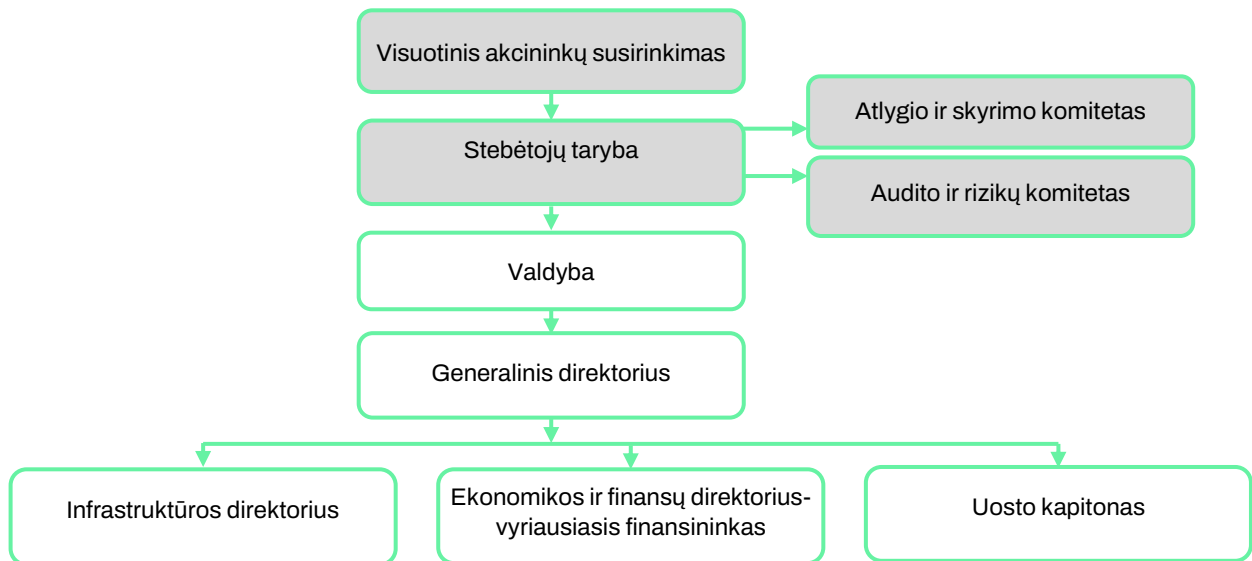 Visuotinis akcininkų susirinkimas
Atlygio ir skyrimo komitetas
Stebėtojų taryba
Audito ir rizikų komitetas
Valdyba
Generalinis direktorius
Infrastruktūros direktorius
Ekonomikos ir finansų direktorius-
vyriausiasis finansininkas
Uosto kapitonas